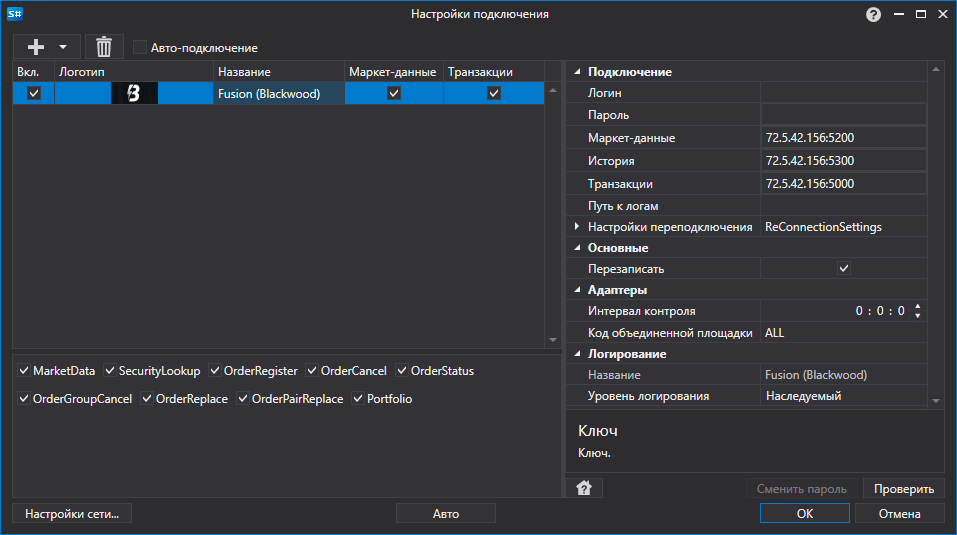 S#
Настройки подключения
Авто-подключение
Вкл. Логотип Название Маркет-данные Транзакции
Fusion (Blackwood)
MarketData SecurityLookup OrderRegister OrderCancel OrderStatus
OrderGroupCancel OrderReplace OrderPairReplace Portfolio
Подключение
Логин
Пароль
Маркет-данные 72.5.42.156:5200
История 72.5.42.156:5300
Транзакции 72.5.42.156:5000
Путь к логам
Настройки переподключения ReConnectionSettings
Основные
Перезаписать
Адаптеры
Интервал контроля 0 : 0 : 0
Код объединенной площадки ALL
Логирование
Название Fusion (Blackwood)
Уровень логирования Наследуемый
Ключ
Ключ.
Сменить пароль Проверить
Настройки сети... Авто OK Отмена